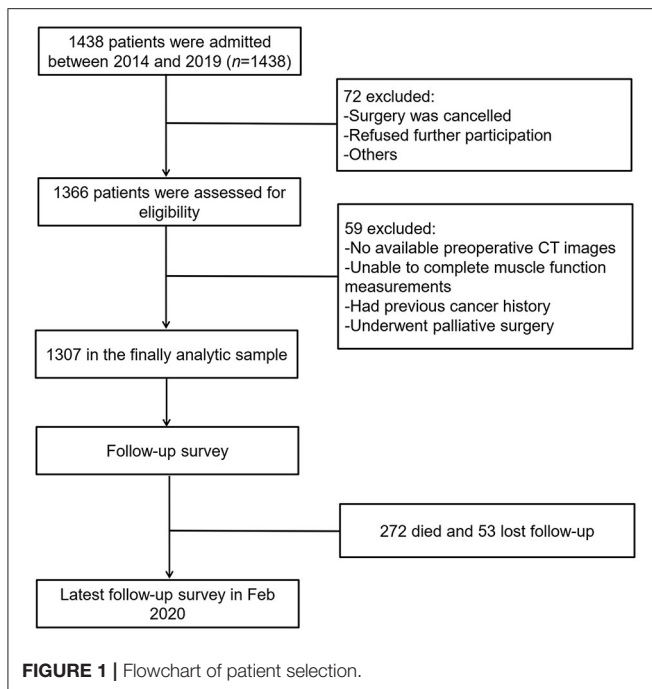 1438 patients were admitted
between 2014 and 2019 (n=1438)
72 excluded:
-Surgery was cancelled
-Refused further participation
-Others
1366 patients were assessed for
eligibility
59 excluded:
-No available preoperative CT images
-Unable to complete muscle function
measurements
-Had previous cancer history
-Underwent palliative surgery
1307 in the finally analytic sample
Follow-up survey
272 died and 53 lost follow-up
Latest follow-up survey in Feb
2020
FIGURE 1 | Flowchart of patient selection.